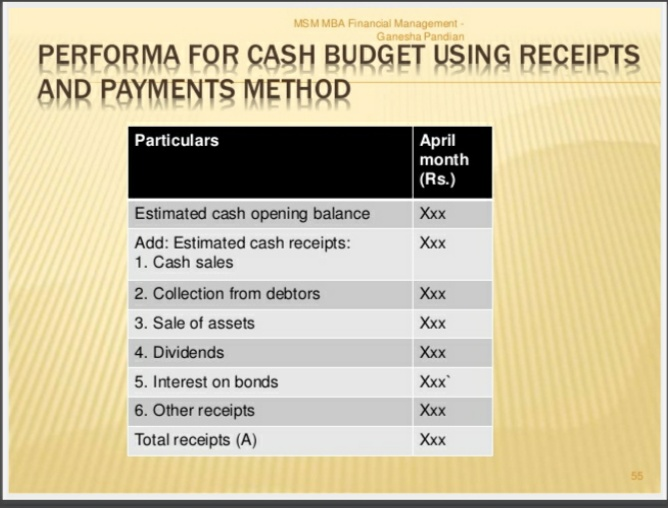 MSM MBA Financial Management -
Ganesha Pandian
PERFORMA FOR CASH BUDGET USING RECEIPTS
AND PAYMENTS METHOD
Particulars April
month
(Rs.)
Estimated cash opening balance Xxx
Add: Estimated cash receipts: Xxx
1. Cash sales
2. Collection from debtors Xxx
3. Sale of assets Xxx
4. Dividends Xxx
5. Interest on bonds Xxx`
6. Other receipts Xxx
Total receipts (A) Xxx
55